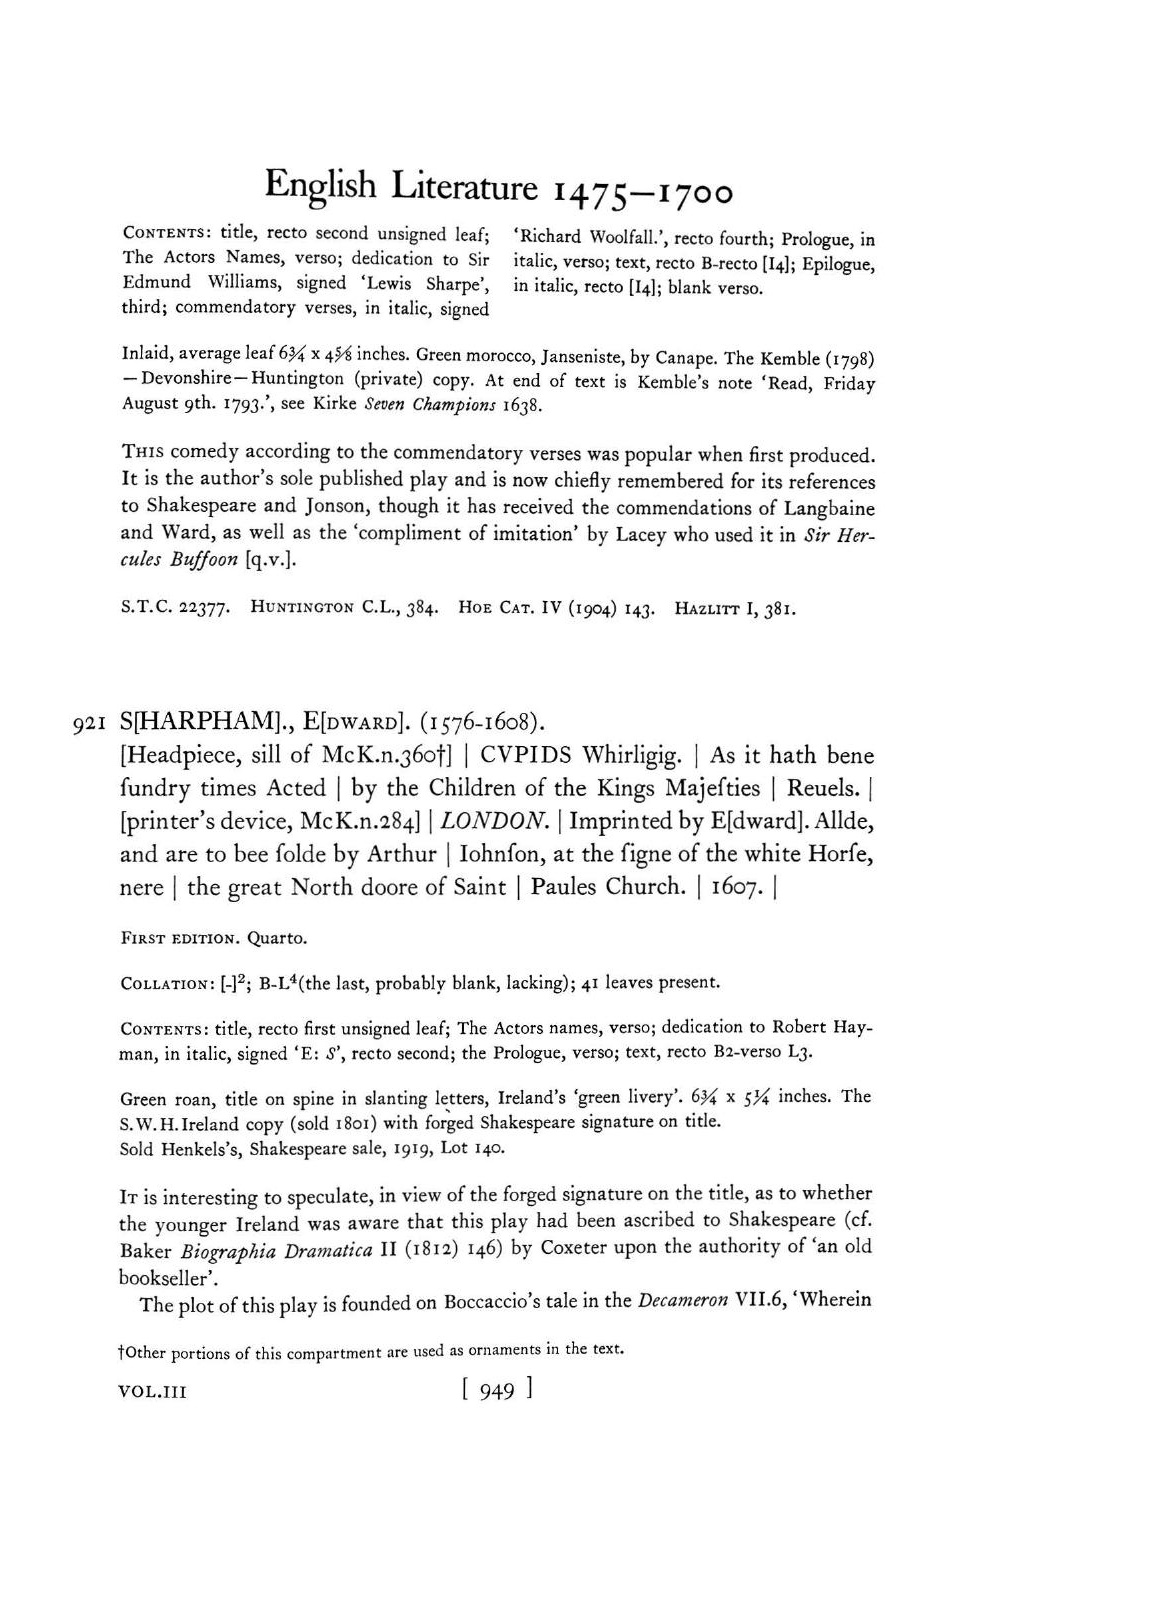 English Literature 1475—1700
CONTENTS: title, recto second unsigned leaf;
The Actors Names, verso; dedication to Sir
Edmund Williams, signed ‘Lewis Sharpe’,
third; commendatory verses, in italic, signed
‘Richard Woolfall.’, recto fourth; Prologue, in
italic, verso; text, recto B-recto [I4]; Epilogue,
in italic, recto [I4]; blank verso.
Inlaid, average leaf 6¾ x 4⅝ inches. Green morocco, Janseniste, by Canape. The Kemble (1798)
—Devonshire—Huntington (private) copy. At end of text is Kemble’s note ‘Read, Friday
August 9th. 1793.’, see Kirke Seven Champions 1638.
THIS comedy according to the commendatory verses was popular when first produced.
It is the author’s sole published play and is now chiefly remembered for its references
to Shakespeare and Jonson, though it has received the commendations of Langbaine
and Ward, as well as the ‘compliment of imitation’ by Lacey who used it in Sir Her-
cules Buffoon [q.v.].
S.T.C. 22377. HUNTINGTON C.L., 384. HOE CAT. IV (1904) 143. HAZLITT I, 381.
921 S[HARPHAM]., E[DWARD]. (1576-1608).
[Headpiece, sill of McK.n.360†] | CVPIDS Whirligig. | As it hath bene
ſundry times Acted | by the Children of the Kings Majeſties | Reuels. |
[printer’s device, McK.n.284] | LONDON. | Imprinted by E[dward]. Allde,
and are to bee ſolde by Arthur | Iohnſon, at the ſigne of the white Horſe,
nere | the great North doore of Saint | Paules Church. | 1607. |
FIRST EDITION. Quarto.
COLLATION: [-]²; B-L⁴(the last, probably blank, lacking); 41 leaves present.
CONTENTS: title, recto first unsigned leaf; The Actors names, verso; dedication to Robert Hay-
man, in italic, signed ‘E: S’, recto second; the Prologue, verso; text, recto B2-verso L3.
Green roan, title on spine in slanting letters, Ireland’s ‘green livery’. 6¾ x 5¼ inches. The
S.W.H.Ireland copy (sold 1801) with forged Shakespeare signature on title.
Sold Henkels’s, Shakespeare sale, 1919, Lot 140.
IT is interesting to speculate, in view of the forged signature on the title, as to whether
the younger Ireland was aware that this play had been ascribed to Shakespeare (cf.
Baker Biographia Dramatica II (1812) 146) by Coxeter upon the authority of ‘an old
bookseller’.
The plot of this play is founded on Boccaccio’s tale in the Decameron VII.6, ‘Wherein
†Other portions of this compartment are used as ornaments in the text.
VOL.III [ 949 ]